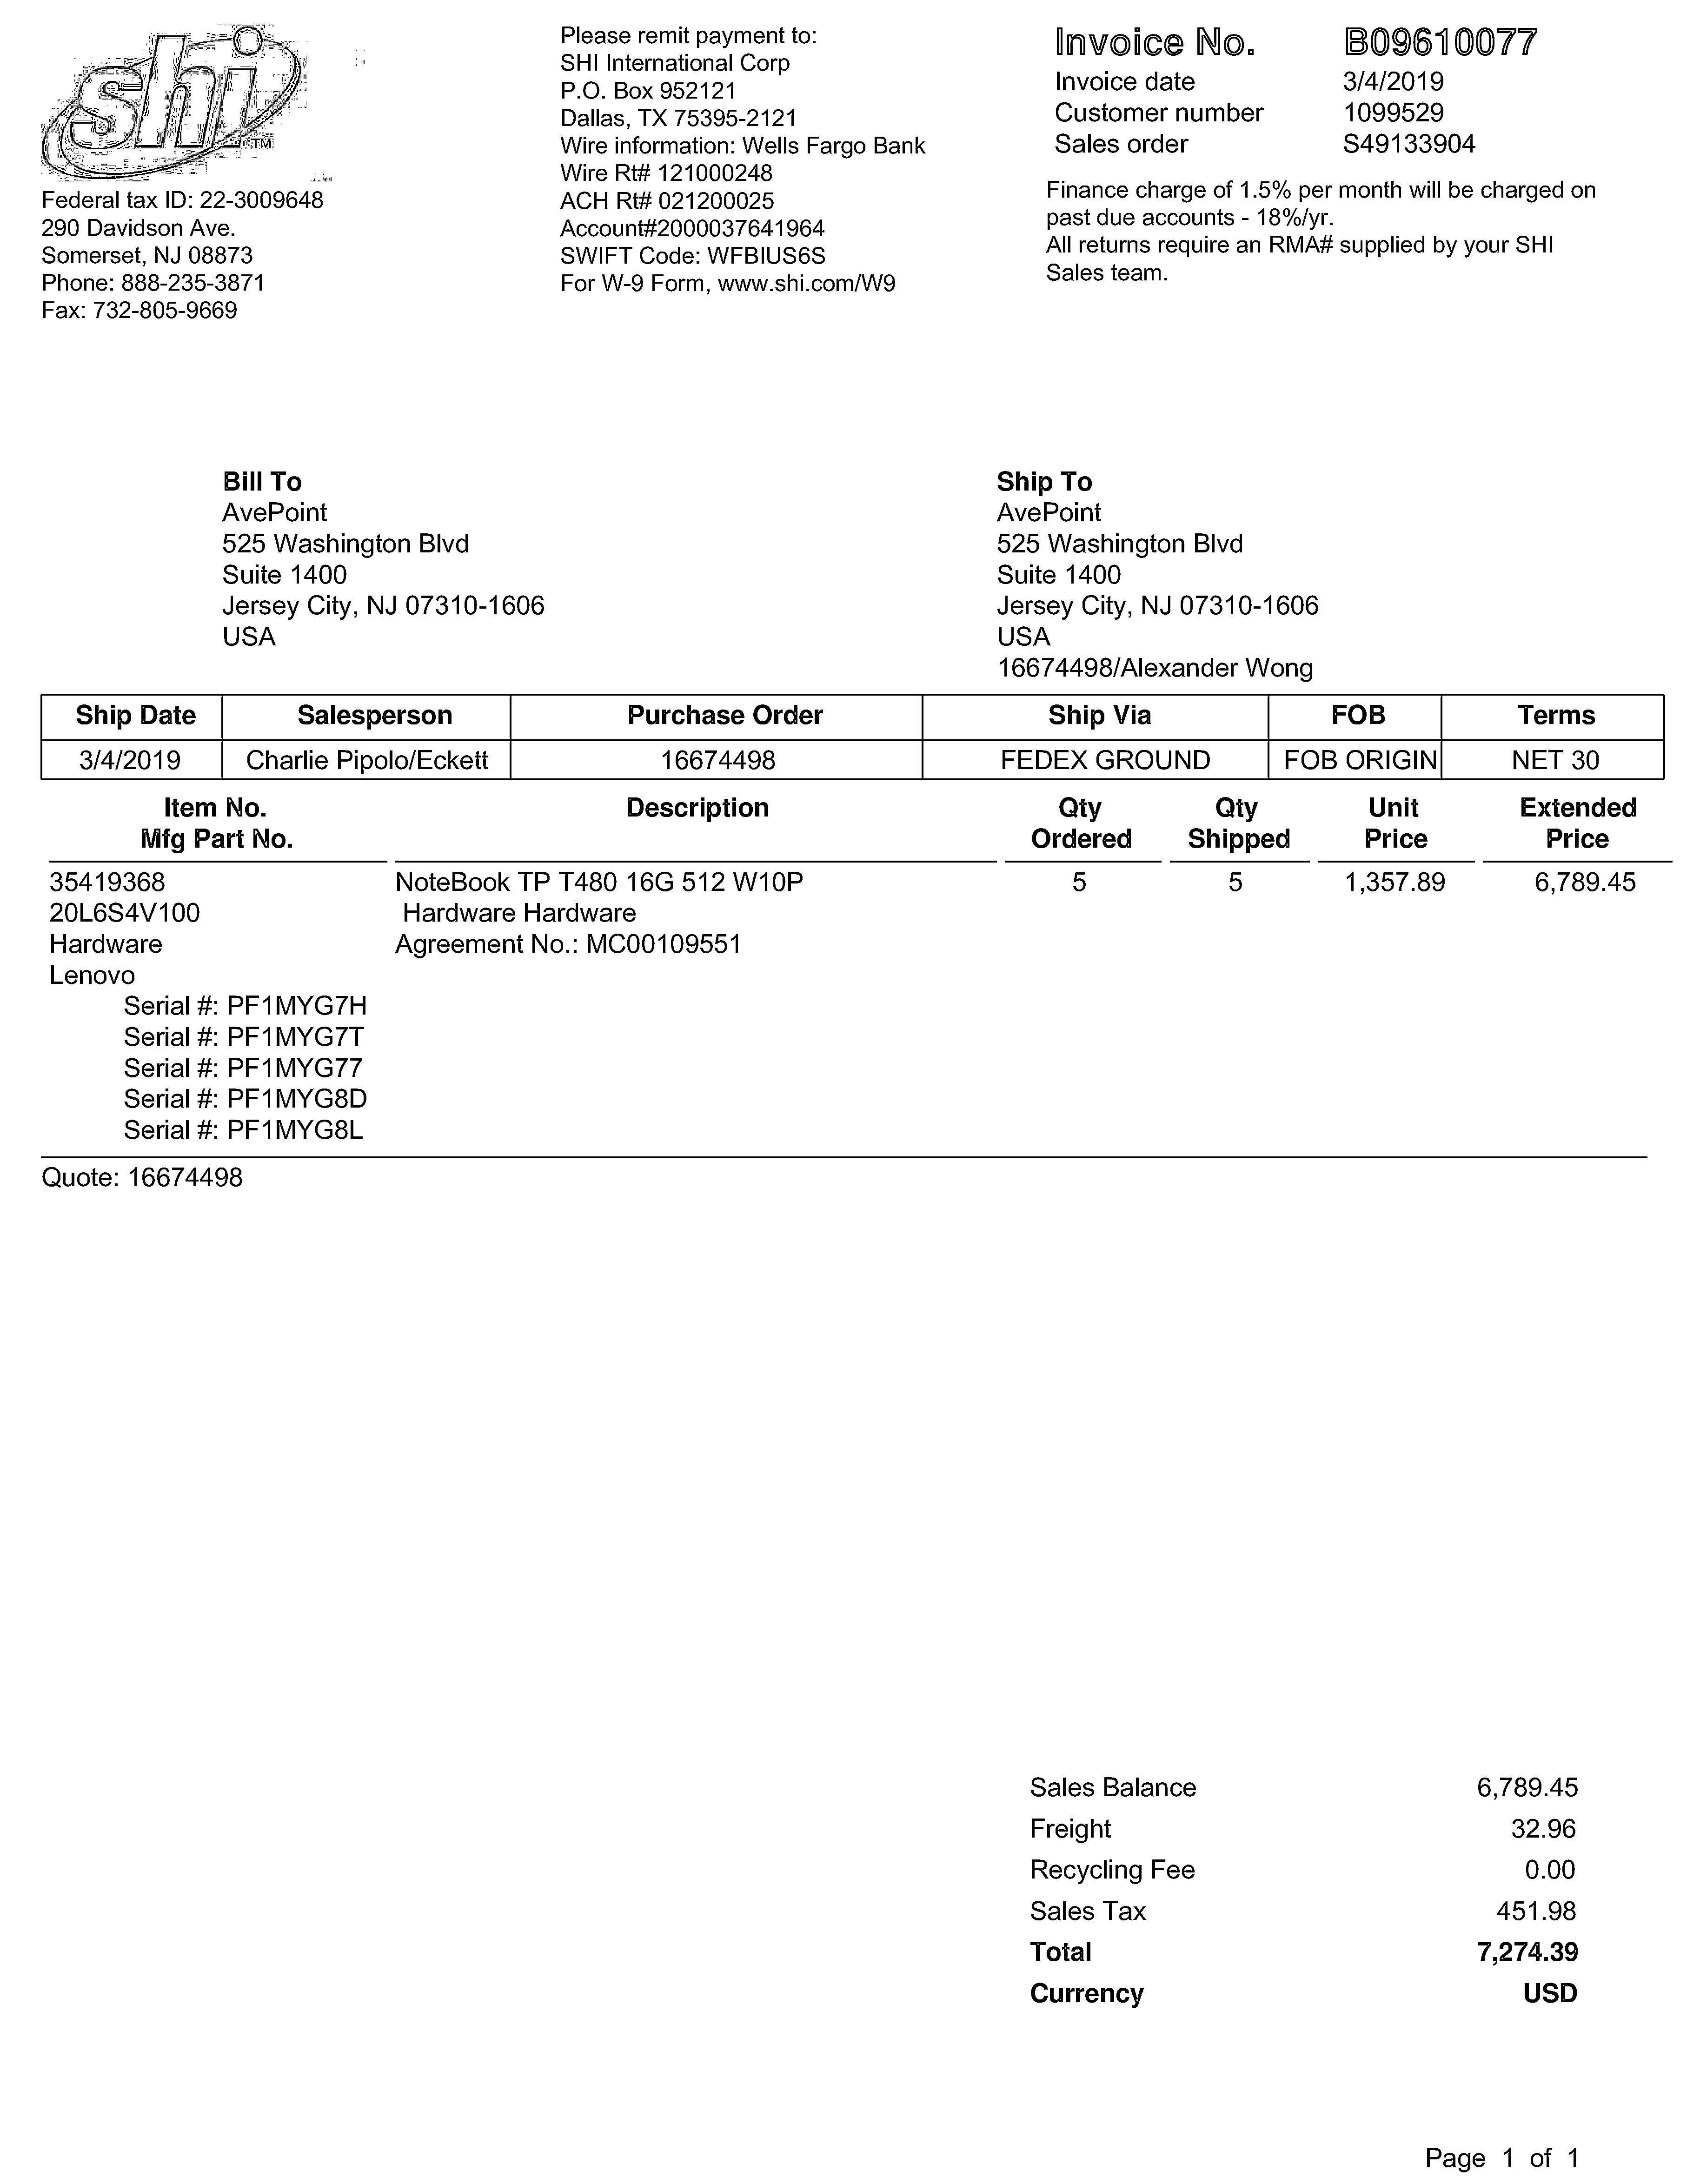 shi TM
Federal tax ID: 22-3009648
290 Davidson Ave.
Somerset, NJ 08873
Phone: 888-235-3871
Fax: 732-805-9669
Please remit payment to:
SHI International Corp
P.O. Box 952121
Dallas, TX 75395-2121
Wire information: Wells Fargo Bank
Wire Rt# 121000248
ACH Rt# 021200025
Account#2000037641964
SWIFT Code: WFBIUS6S
For W-9 Form, www.shi.com/W9
Invoice No. B09610077
Invoice date 3/4/2019
Customer number 1099529
Sales order S49133904
Finance charge of 1.5% per month will be charged on
past due accounts - 18%/yr.
All returns require an RMA# supplied by your SHI
Sales team.
Bill To
AvePoint
525 Washington Blvd
Suite 1400
Jersey City, NJ 07310-1606
USA
Ship To
AvePoint
525 Washington Blvd
Suite 1400
Jersey City, NJ 07310-1606
USA
16674498/Alexander Wong
Ship Date Salesperson Purchase Order Ship Via FOB Terms
3/4/2019 Charlie Pipolo/Eckett 16674498 FEDEX GROUND FOB ORIGIN NET 30
Item No. Description Qty Qty Unit Extended
Mfg Part No. Ordered Shipped Price Price
35419368 NoteBook TP T480 16G 512 W10P 5 5 1,357.89 6,789.45
20L6S4V100 Hardware Hardware
Hardware Agreement No.: MC00109551
Lenovo
Serial #: PF1MYG7H
Serial #: PF1MYG7T
Serial #: PF1MYG77
Serial #: PF1MYG8D
Serial #: PF1MYG8L
Quote: 16674498
Sales Balance 6,789.45
Freight 32.96
Recycling Fee 0.00
Sales Tax 451.98
Total 7,274.39
Currency USD
Page 1 of 1